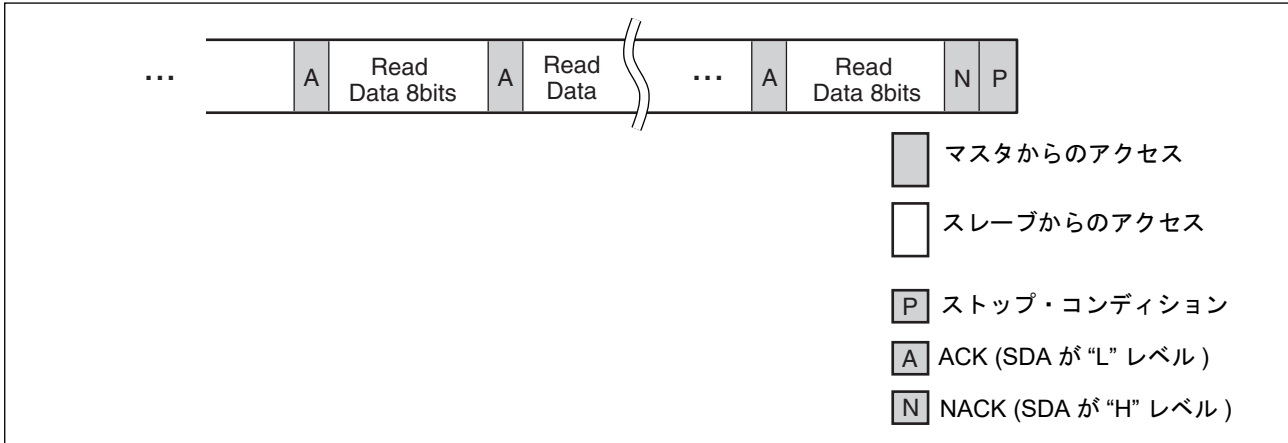 ... A Read Data 8bits A Read Data ... A Read Data 8bits N P
マスタからのアクセス
スレーブからのアクセス
P ストップ・コンディション
A ACK (SDA が “L” レベル )
N NACK (SDA が “H” レベル )